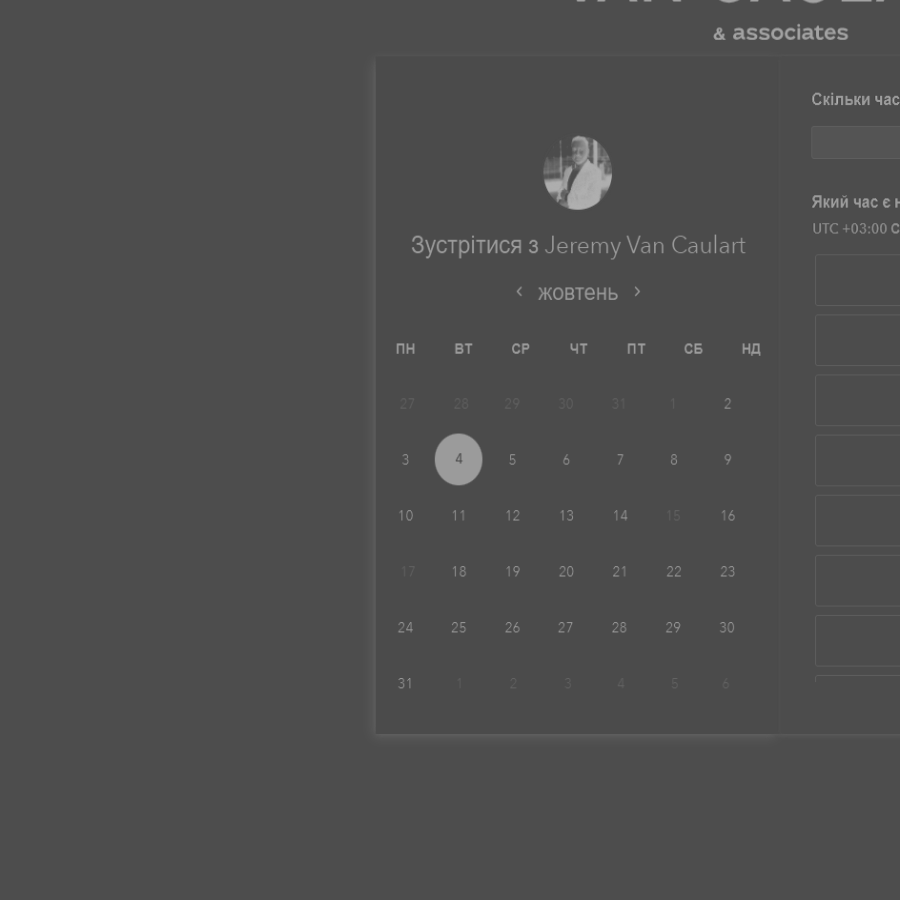 & associates
Зустрітися з Jeremy Van Caulart
‹ жовтень ›
ПН ВТ СР ЧТ ПТ СБ НД
27 28 29 30 31 1 2
3 4 5 6 7 8 9
10 11 12 13 14 15 16
17 18 19 20 21 22 23
24 25 26 27 28 29 30
31 1 2 3 4 5 6
Скільки час
Який час є н
UTC +03:00